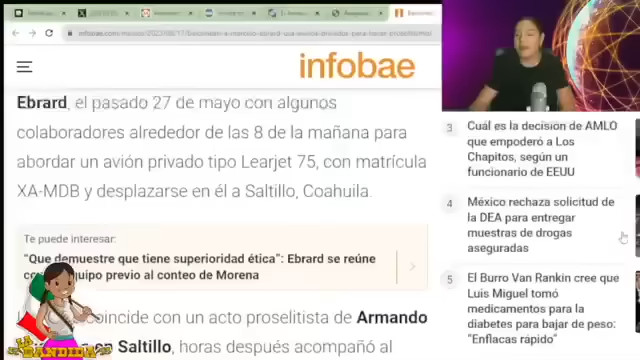 infobae
Ebrard, el pasado 27 de mayo con algunos
colaboradores alrededor de las 8 de la mañana para
abordar un avión privado tipo Learjet 75, con matrícula
XA-MDB y desplazarse en él a Saltillo, Coahuila.
Te puede interesar:
"Que demuestre que tiene superioridad ética": Ebrard se reúne
equipo previo al conteo de Morena
coincide con un acto proselitista de Armando
en Saltillo, horas después acompañó al
3 Cuál es la decisión de AMLO
que empoderó a Los
Chapitos, según un
funcionario de EEUU
4 México rechaza solicitud de
la DEA para entregar
muestras de drogas
aseguradas
5 El Burro Van Rankin cree que
Luis Miguel tomó
medicamentos para la
diabetes para bajar de peso:
"Enflacas rápido"
LA
BANDIDA